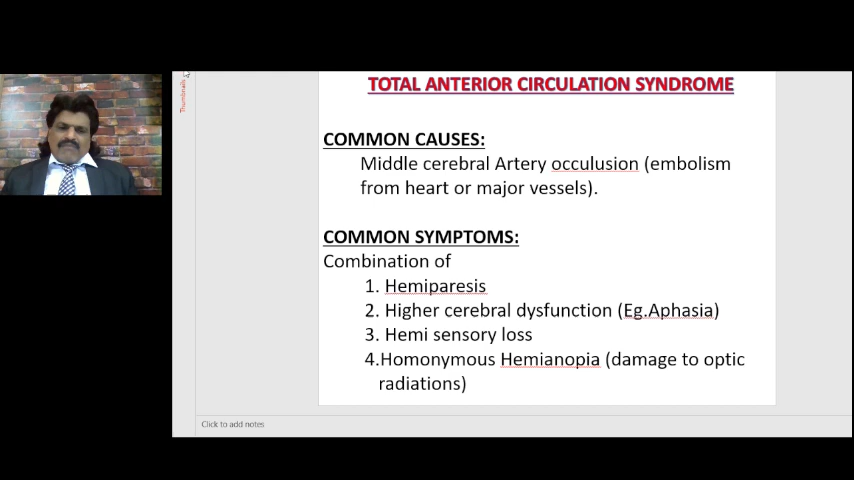 Thumbnails
TOTAL ANTERIOR CIRCULATION SYNDROME
COMMON CAUSES:
Middle cerebral Artery occulusion (embolism
from heart or major vessels).
COMMON SYMPTOMS:
Combination of
1. Hemiparesis
2. Higher cerebral dysfunction (Eg.Aphasia)
3. Hemi sensory loss
4.Homonymous Hemianopia (damage to optic
radiations)
Click to add notes